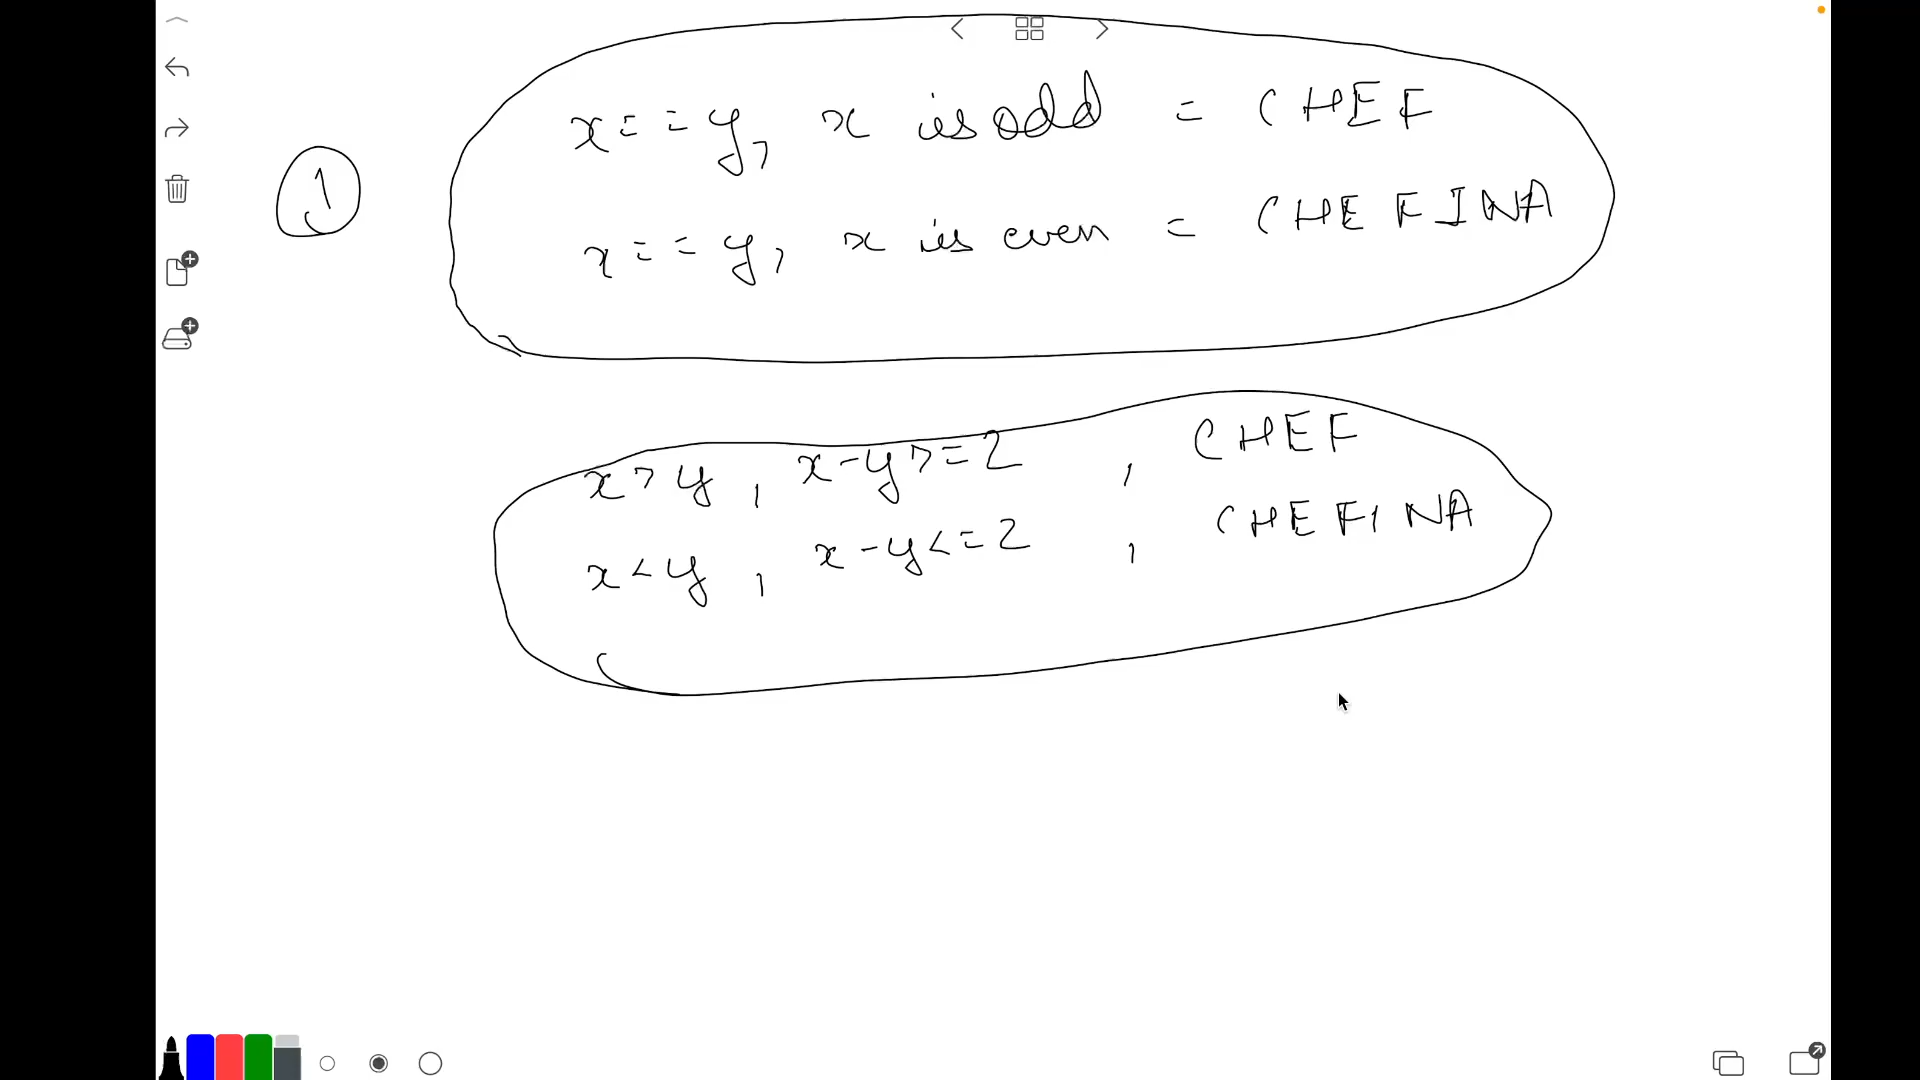 x==y, x is odd = CHEF
1
x==y, x is even = CHEFINA
x>y, x-y>=2, CHEF
x<y, x-y<=2, CHEFINA